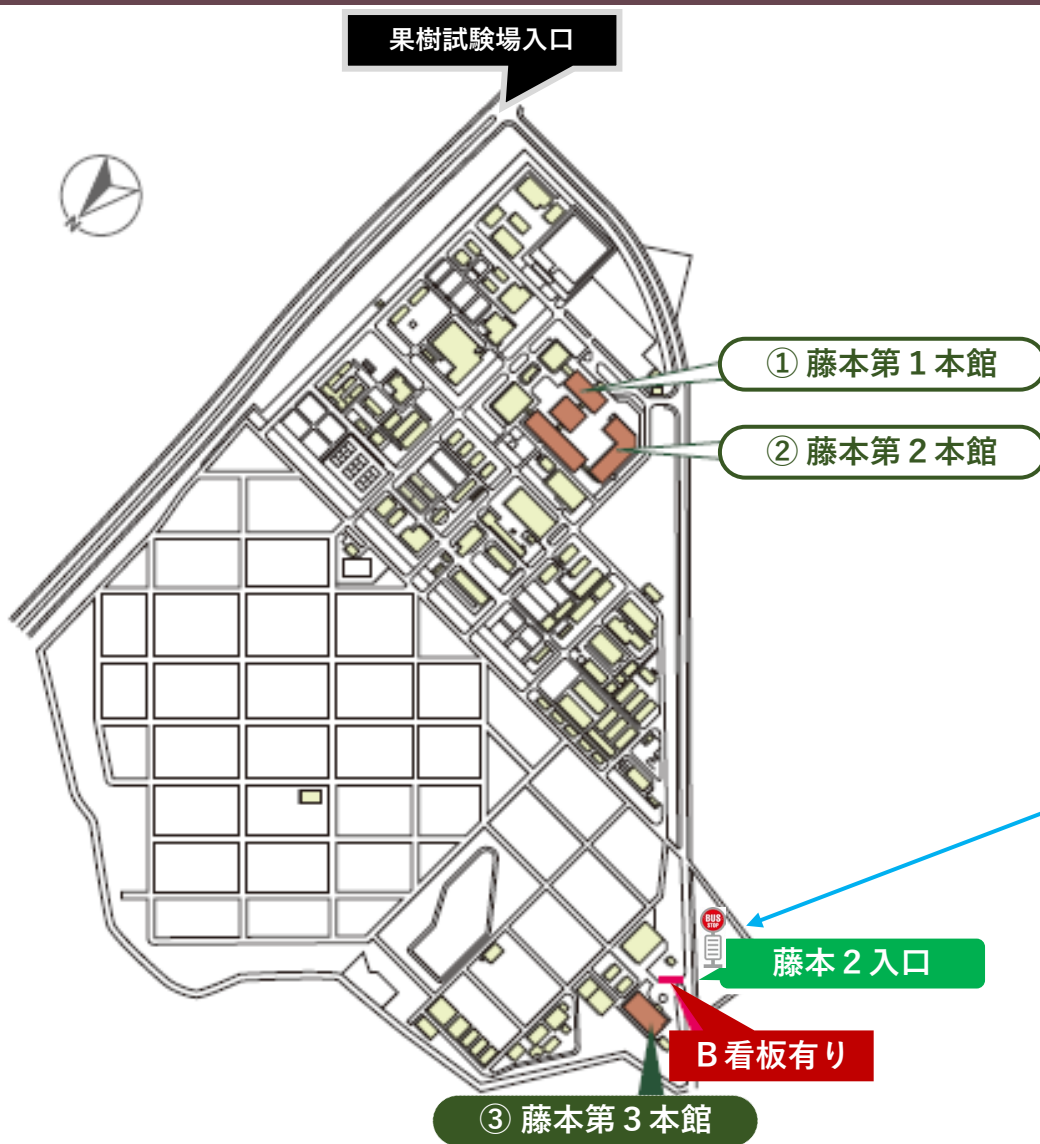 果樹試験場入口
N
① 藤本第１本館
② 藤本第２本館
BUS
STOP
藤本２入口
Ｂ看板有り
③ 藤本第３本館